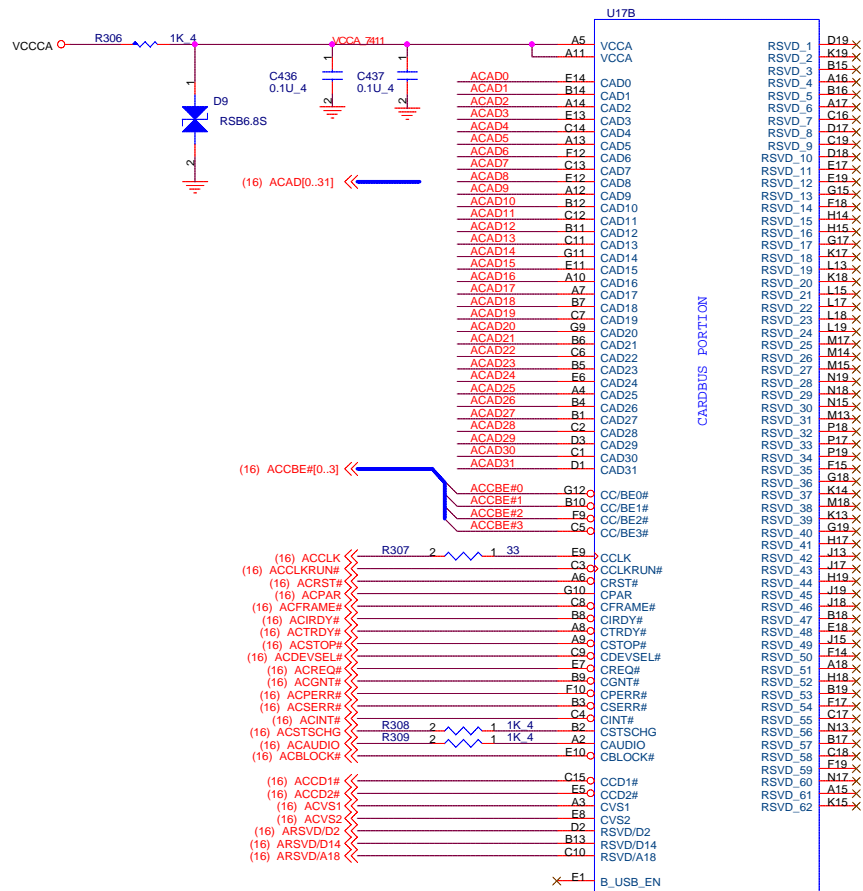 U17B
VCCCA R306 1K_4 VCCA_7411 A5 VCCA
A11 VCCA
1 1 1
C436 0.1U_4
C437 0.1U_4
2 2
D9
RSB6.8S
2
(16) ACAD[0..31]
ACAD0 E14 CAD0
ACAD1 B14 CAD1
ACAD2 A14 CAD2
ACAD3 E13 CAD3
ACAD4 C14 CAD4
ACAD5 A13 CAD5
ACAD6 F12 CAD6
ACAD7 C13 CAD7
ACAD8 E12 CAD8
ACAD9 A12 CAD9
ACAD10 B12 CAD10
ACAD11 C12 CAD11
ACAD12 B11 CAD12
ACAD13 C11 CAD13
ACAD14 G11 CAD14
ACAD15 E11 CAD15
ACAD16 A10 CAD16
ACAD17 A7 CAD17
ACAD18 B7 CAD18
ACAD19 C7 CAD19
ACAD20 G9 CAD20
ACAD21 B6 CAD21
ACAD22 C6 CAD22
ACAD23 B5 CAD23
ACAD24 E6 CAD24
ACAD25 A4 CAD25
ACAD26 B4 CAD26
ACAD27 B1 CAD27
ACAD28 C2 CAD28
ACAD29 D3 CAD29
ACAD30 C1 CAD30
ACAD31 D1 CAD31
(16) ACCBE#[0..3]
ACCBE#0 G12 CC/BE0#
ACCBE#1 B10 CC/BE1#
ACCBE#2 F9 CC/BE2#
ACCBE#3 C5 CC/BE3#
(16) ACCLK R307 2 1 33 E9 CCLK
(16) ACCLKRUN# C3 CCLKRUN#
(16) ACRST# A6 CRST#
(16) ACPAR G10 CPAR
(16) ACFRAME# C8 CFRAME#
(16) ACIRDY# B8 CIRDY#
(16) ACTRDY# A8 CTRDY#
(16) ACSTOP# A9 CSTOP#
(16) ACDEVSEL# C9 CDEVSEL#
(16) ACREQ# E7 CREQ#
(16) ACGNT# B9 CGNT#
(16) ACPERR# F10 CPERR#
(16) ACSERR# B3 CSERR#
(16) ACINT# C4 CINT#
(16) ACSTSCHG R308 2 1 1K_4 B2 CSTSCHG
(16) ACAUDIO R309 2 1 1K_4 A2 CAUDIO
(16) ACBLOCK# E10 CBLOCK#
(16) ACCD1# C15 CCD1#
(16) ACCD2# E5 CCD2#
(16) ACVS1 A3 CVS1
(16) ACVS2 E8 CVS2
(16) ARSVD/D2 D2 RSVD/D2
(16) ARSVD/D14 B13 RSVD/D14
(16) ARSVD/A18 C10 RSVD/A18
E1 B_USB_EN
CARDBUS PORTION
RSVD_1 D19
RSVD_2 K19
RSVD_3 B15
RSVD_4 A16
RSVD_5 B16
RSVD_6 A17
RSVD_7 C16
RSVD_8 D17
RSVD_9 C19
RSVD_10 D18
RSVD_11 E17
RSVD_12 E19
RSVD_13 G15
RSVD_14 F18
RSVD_15 H14
RSVD_16 H15
RSVD_17 G17
RSVD_18 K17
RSVD_19 L13
RSVD_20 K18
RSVD_21 L15
RSVD_22 L17
RSVD_23 L18
RSVD_24 L19
RSVD_25 M17
RSVD_26 M14
RSVD_27 M15
RSVD_28 N19
RSVD_29 N18
RSVD_30 N15
RSVD_31 M13
RSVD_32 P18
RSVD_33 P17
RSVD_34 P19
RSVD_35 F15
RSVD_36 G18
RSVD_37 K14
RSVD_38 M18
RSVD_39 K13
RSVD_40 G19
RSVD_41 H17
RSVD_42 J13
RSVD_43 J17
RSVD_44 H19
RSVD_45 J19
RSVD_46 J18
RSVD_47 B18
RSVD_48 E18
RSVD_49 J15
RSVD_50 F14
RSVD_51 A18
RSVD_52 H18
RSVD_53 B19
RSVD_54 F17
RSVD_55 C17
RSVD_56 N13
RSVD_57 B17
RSVD_58 C18
RSVD_59 F19
RSVD_60 N17
RSVD_61 A15
RSVD_62 K15